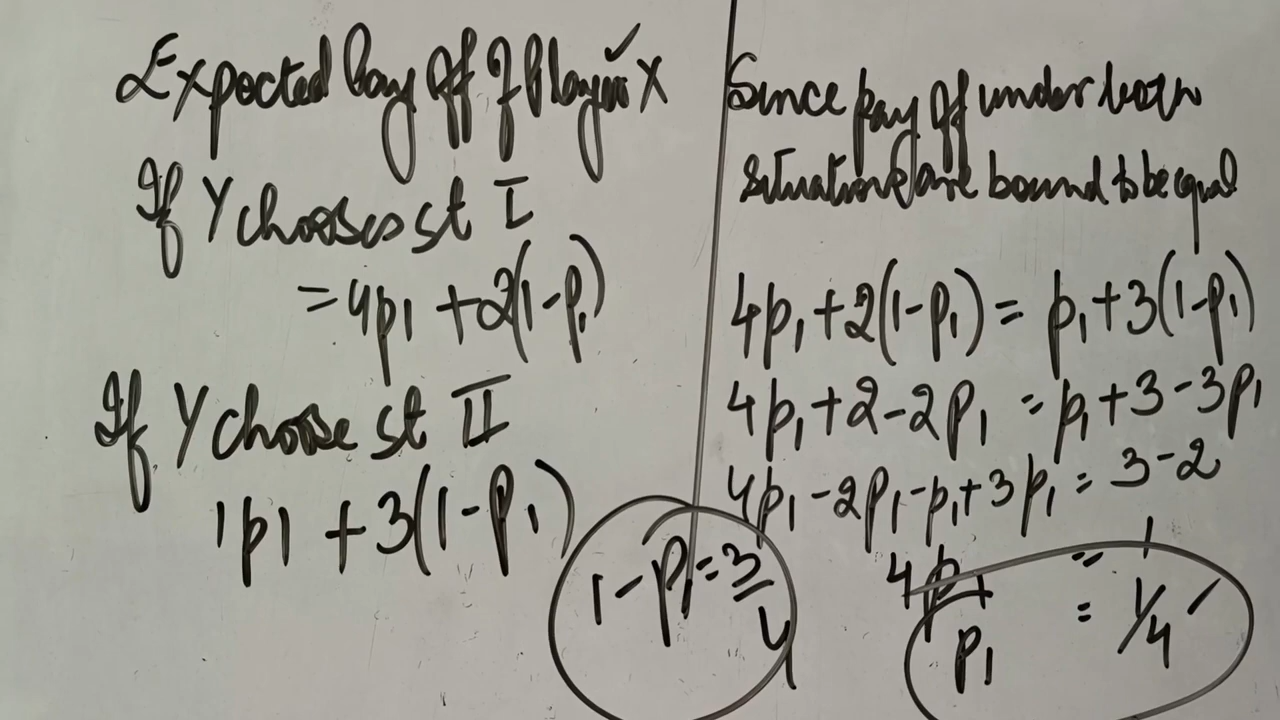 Expected Pay off of Player X
If Y chooses st I
= 4p1 + 2(1-p1)
If Y choose st II
1p1 + 3(1-p1)
1-p1 = 3/4
Since pay off under both
situations are bound to be equal
4p1 + 2(1-p1) = p1 + 3(1-p1)
4p1 + 2 - 2p1 = p1 + 3 - 3p1
4p1 - 2p1 - p1 + 3p1 = 3 - 2
4p1 = 1
p1 = 1/4